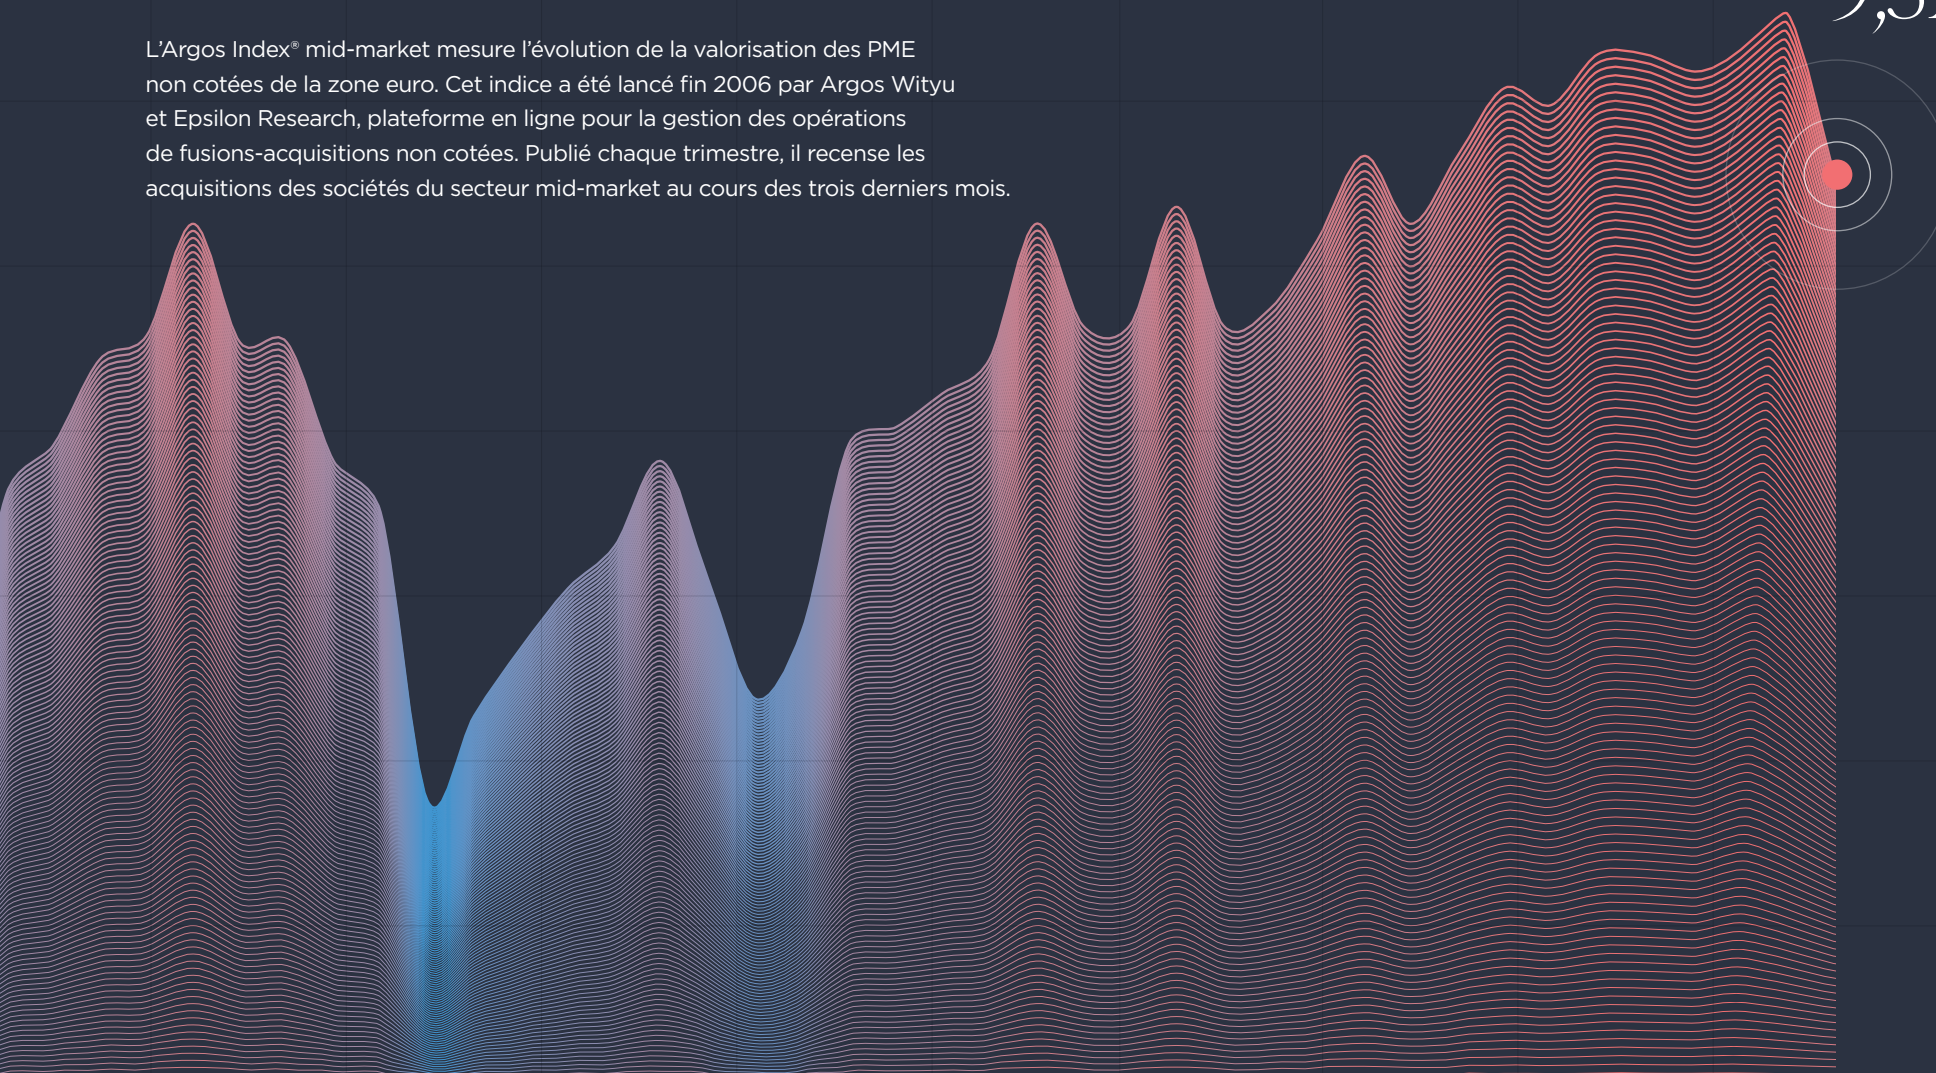 L’Argos Index® mid-market mesure l’évolution de la valorisation des PME
non cotées de la zone euro. Cet indice a été lancé fin 2006 par Argos Wityu
et Epsilon Research, plateforme en ligne pour la gestion des opérations
de fusions-acquisitions non cotées. Publié chaque trimestre, il recense les
acquisitions des sociétés du secteur mid-market au cours des trois derniers mois.